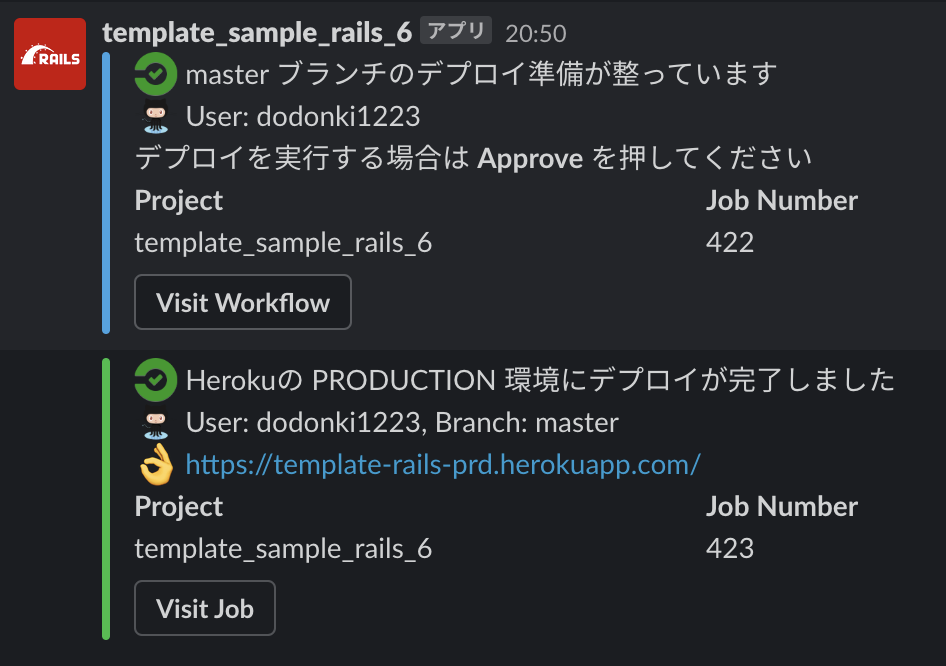 RAILS
template_sample_rails_6 アプリ 20:50
master ブランチのデプロイ準備が整っています
User: dodonki1223
デプロイを実行する場合は Approve を押してください
Project Job Number
template_sample_rails_6 422
Visit Workflow
Herokuの PRODUCTION 環境にデプロイが完了しました
User: dodonki1223, Branch: master
https://template-rails-prd.herokuapp.com/
Project Job Number
template_sample_rails_6 423
Visit Job